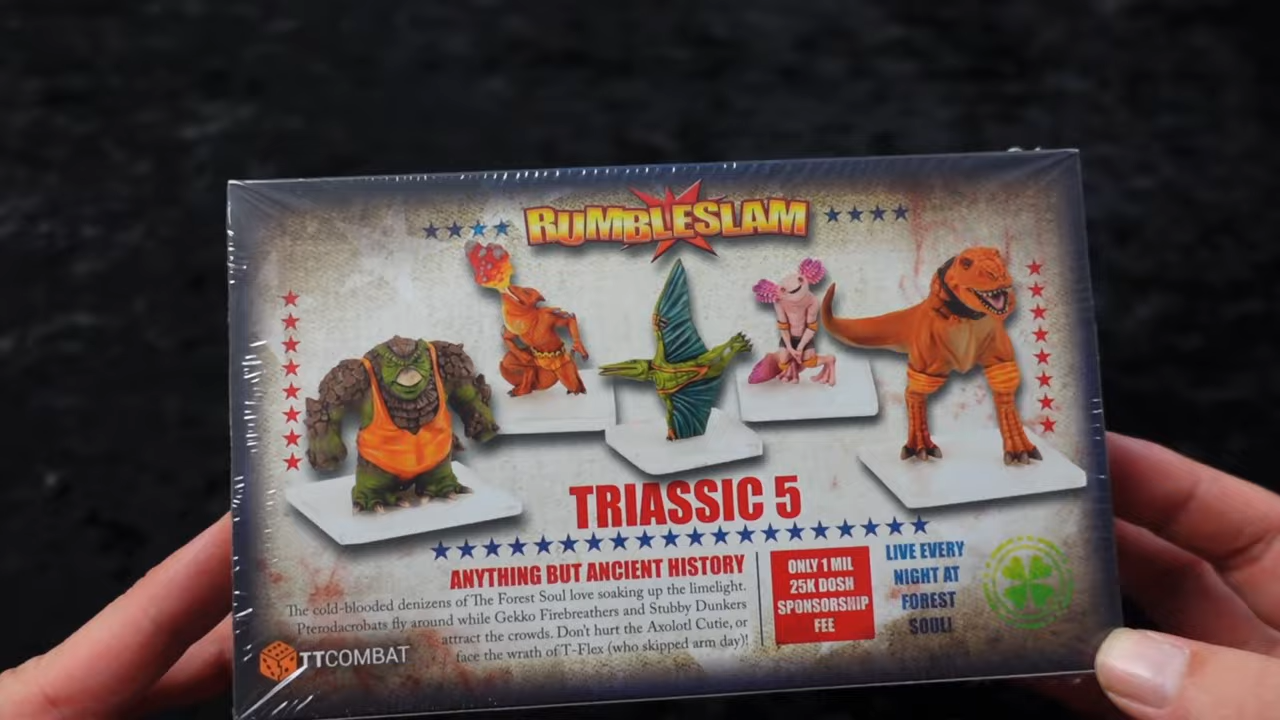 RUMBLESLAM
TRIASSIC 5
ANYTHING BUT ANCIENT HISTORY
The cold-blooded denizens of The Forest Soul love soaking up the limelight.
Pterodacrobats fly around while Gekko Firebreathers and Stubby Dunkers
attract the crowds. Don't hurt the Axolotl Cutie, or
face the wrath of T-Flex (who skipped arm day)!
ONLY 1 MIL
25K DOSH
SPONSORSHIP
FEE
LIVE EVERY
NIGHT AT
FOREST
SOUL!
TTCOMBAT